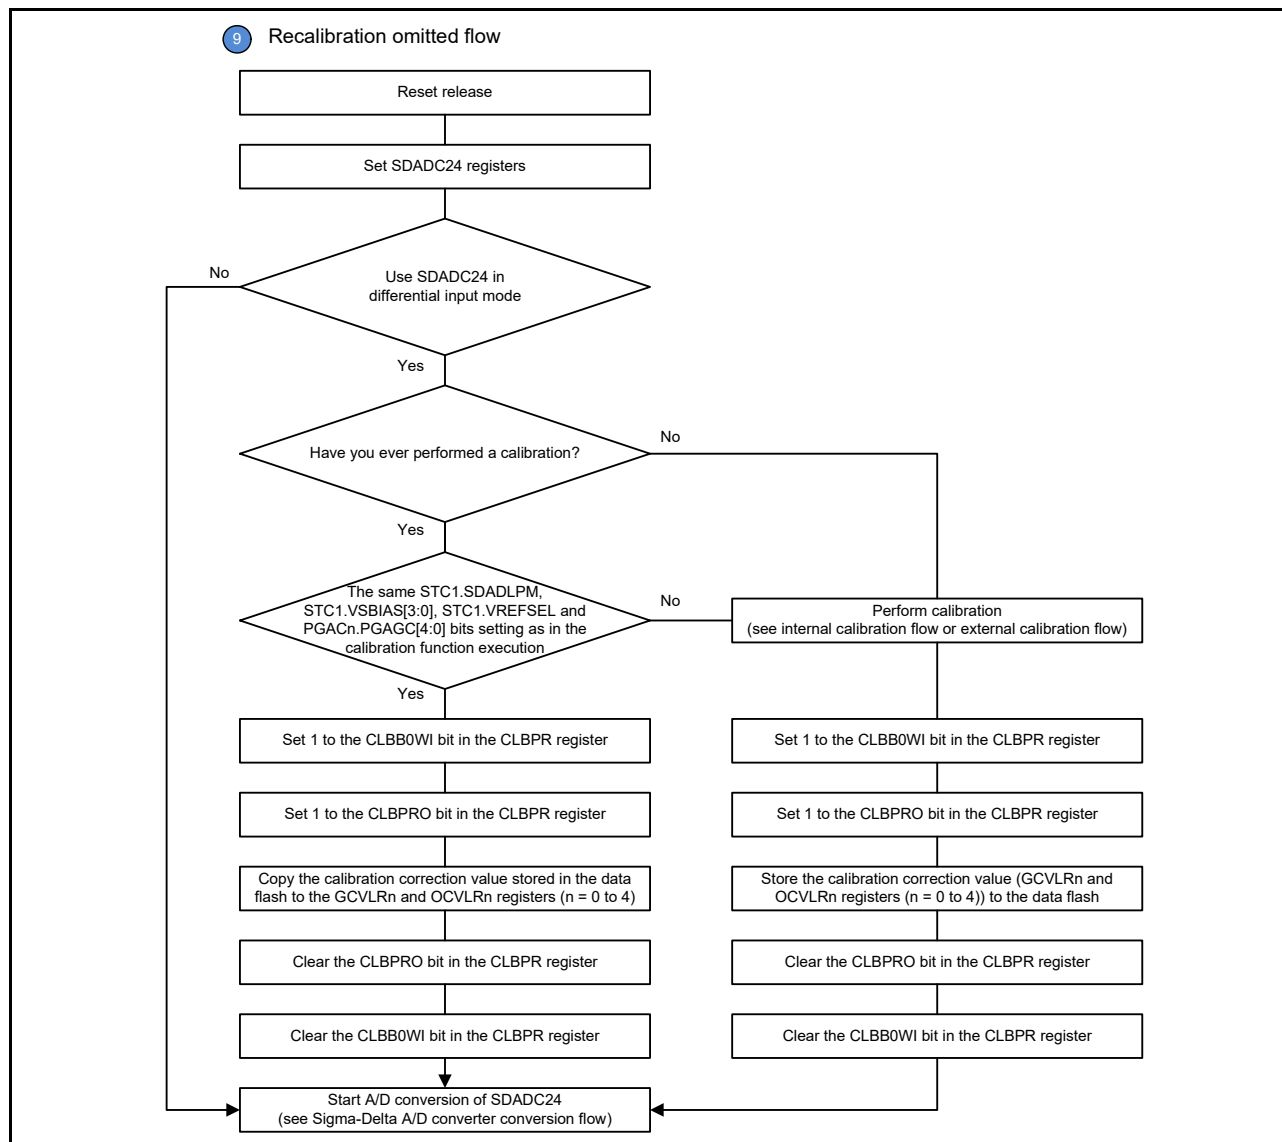 9 Recalibration omitted flow
Reset release
Set SDADC24 registers
Use SDADC24 in
differential input mode
No
Yes
Have you ever performed a calibration?
No
Yes
The same STC1.SDADLPM,
STC1.VSBIAS[3:0], STC1.VREFSEL and
PGACn.PGAGC[4:0] bits setting as in the
calibration function execution
No
Yes
Perform calibration
(see internal calibration flow or external calibration flow)
Set 1 to the CLBB0WI bit in the CLBPR register
Set 1 to the CLBB0WI bit in the CLBPR register
Set 1 to the CLBPRO bit in the CLBPR register
Set 1 to the CLBPRO bit in the CLBPR register
Copy the calibration correction value stored in the data
flash to the GCVLRn and OCVLRn registers (n = 0 to 4)
Store the calibration correction value (GCVLRn and
OCVLRn registers (n = 0 to 4)) to the data flash
Clear the CLBPRO bit in the CLBPR register
Clear the CLBPRO bit in the CLBPR register
Clear the CLBB0WI bit in the CLBPR register
Clear the CLBB0WI bit in the CLBPR register
Start A/D conversion of SDADC24
(see Sigma-Delta A/D converter conversion flow)